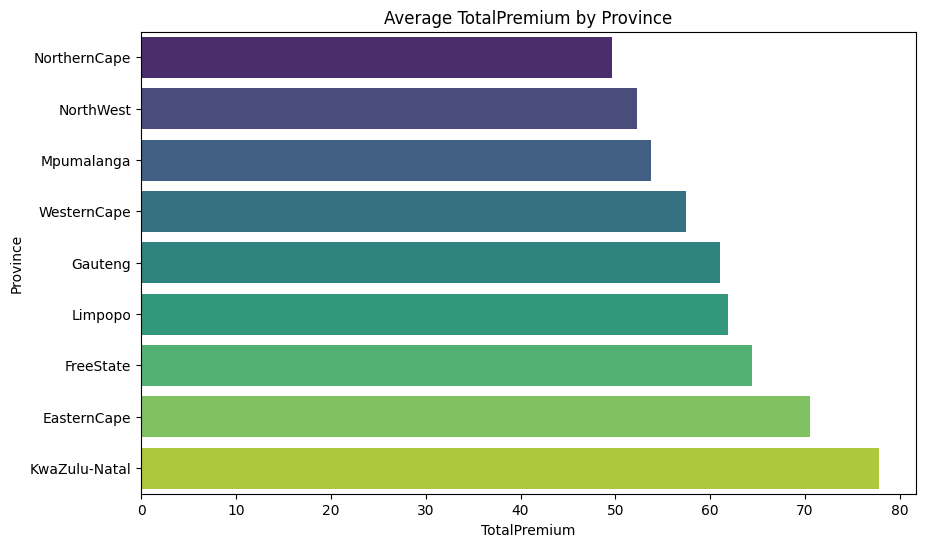 Average TotalPremium by Province
Province
NorthernCape
NorthWest
Mpumalanga
WesternCape
Gauteng
Limpopo
FreeState
EasternCape
KwaZulu-Natal
0 10 20 30 40 50 60 70 80
TotalPremium